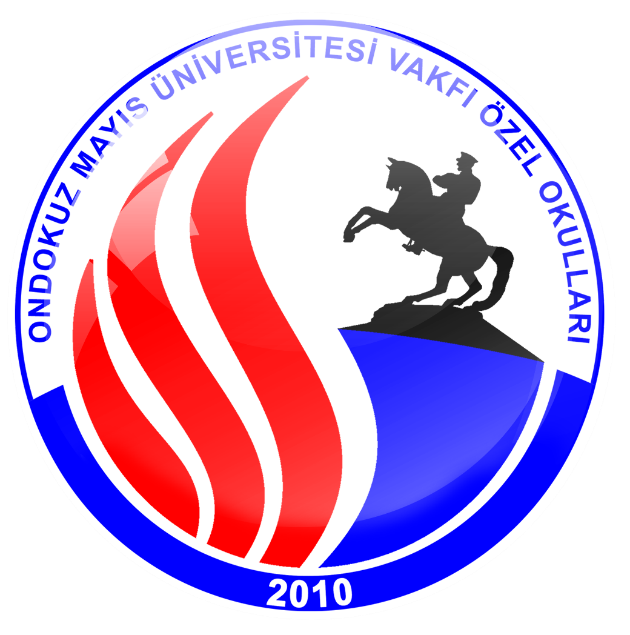 ONDOKUZ MAYIS ÜNİVERSİTESİ VAKFI ÖZEL OKULLARI
2010